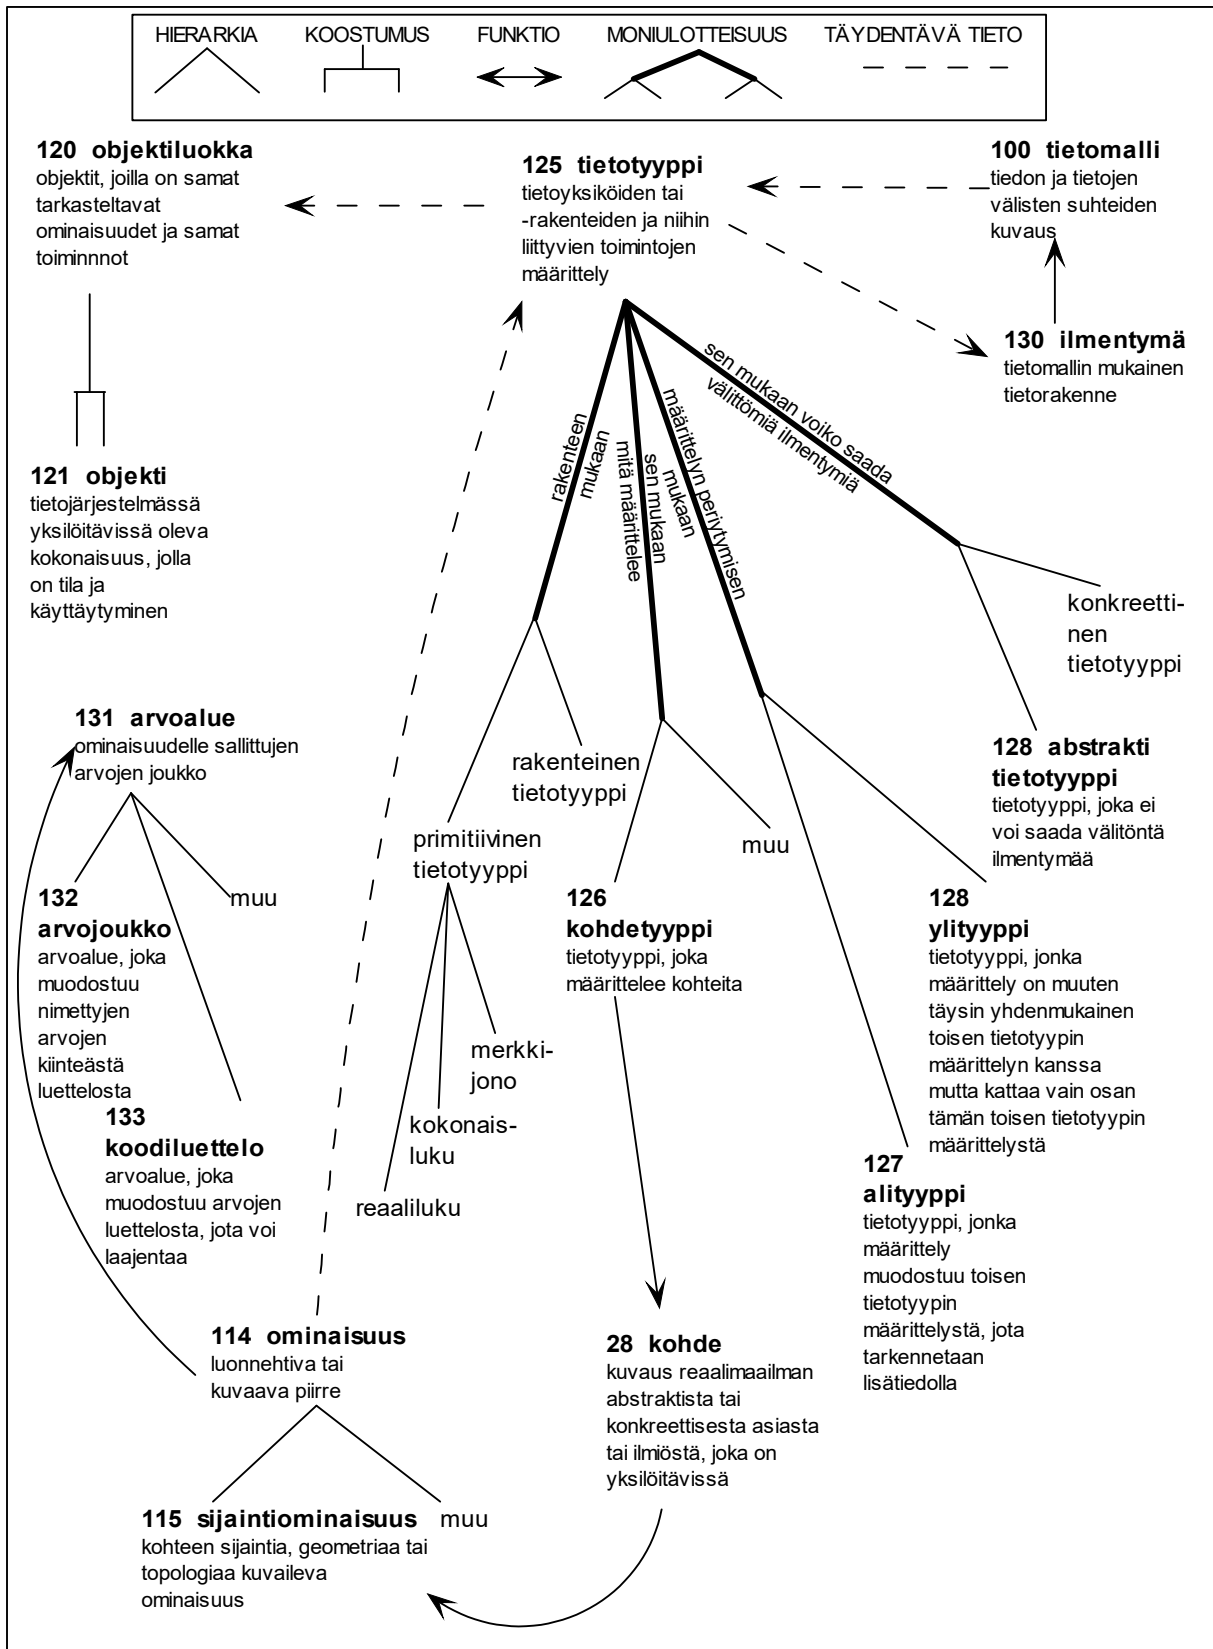 HIERARKIA KOOSTUMUS FUNKTIO MONIULOTTEISUUS TÄYDENTÄVÄ TIETO
120 objektiluokka
objektit, joilla on samat
tarkasteltavat
ominaisuudet ja samat
toiminnnot
125 tietotyyppi
tietoyksiköiden tai
-rakenteiden ja niihin
liittyvien toimintojen
määrittely
100 tietomalli
tiedon ja tietojen
välisten suhteiden
kuvaus
130 ilmentymä
tietomallin mukainen
tietorakenne
121 objekti
tietojärjestelmässä
yksilöitävissä oleva
kokonaisuus, jolla
on tila ja
käyttäytyminen
rakenteen
mukaan
sen mukaan
mitä määrittelee
määrittelyn periytymisen
mukaan
sen mukaan voiko saada
välittömiä ilmentymiä
konkreetti-
nen
tietotyyppi
131 arvoalue
ominaisuudelle sallittujen
arvojen joukko
rakenteinen
tietotyyppi
128 abstrakti
tietotyyppi
tietotyyppi, joka ei
voi saada välitöntä
ilmentymää
primitiivinen
tietotyyppi
muu
132
arvojoukko
arvoalue, joka
muodostuu
nimettyjen
arvojen
kiinteästä
luettelosta
muu
126
kohdetyyppi
tietotyyppi, joka
määrittelee kohteita
128
ylityyppi
tietotyyppi, jonka
määrittely on muuten
täysin yhdenmukainen
toisen tietotyypin
määrittelyn kanssa
mutta kattaa vain osan
tämän toisen tietotyypin
määrittelystä
merkki-
jono
kokonais-
luku
reaaliluku
133
koodiluettelo
arvoalue, joka
muodostuu arvojen
luettelosta, jota voi
laajentaa
127
alityyppi
tietotyyppi, jonka
määrittely
muodostuu toisen
tietotyypin
määrittelystä, jota
tarkennetaan
lisätiedolla
114 ominaisuus
luonnehtiva tai
kuvaava piirre
28 kohde
kuvaus reaalimaailman
abstraktista tai
konkreettisesta asiasta
tai ilmiöstä, joka on
yksilöitävissä
115 sijaintiominaisuus muu
kohteen sijaintia, geometriaa tai
topologiaa kuvaileva
ominaisuus